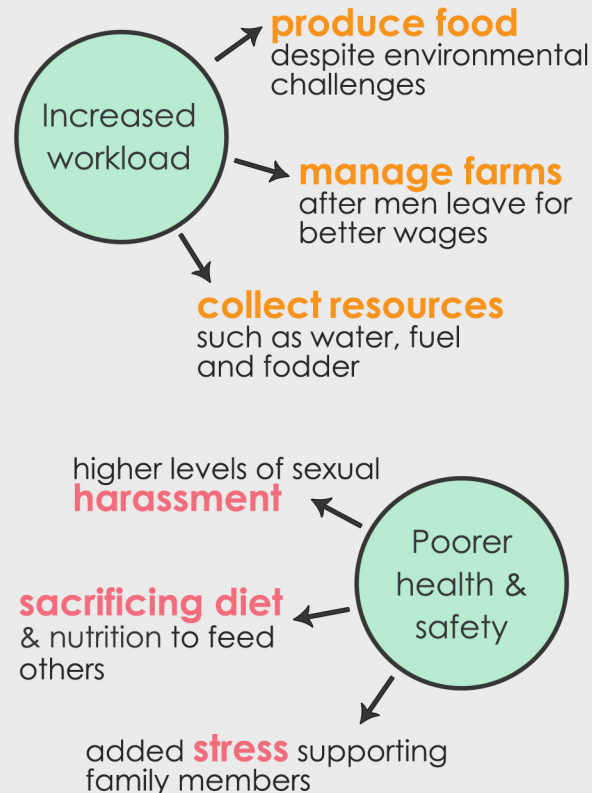 produce food
despite environmental
challenges
Increased
workload
manage farms
after men leave for
better wages
collect resources
such as water, fuel
and fodder
higher levels of sexual
harassment
Poorer
health &
safety
sacrificing diet
& nutrition to feed
others
added stress supporting
family members